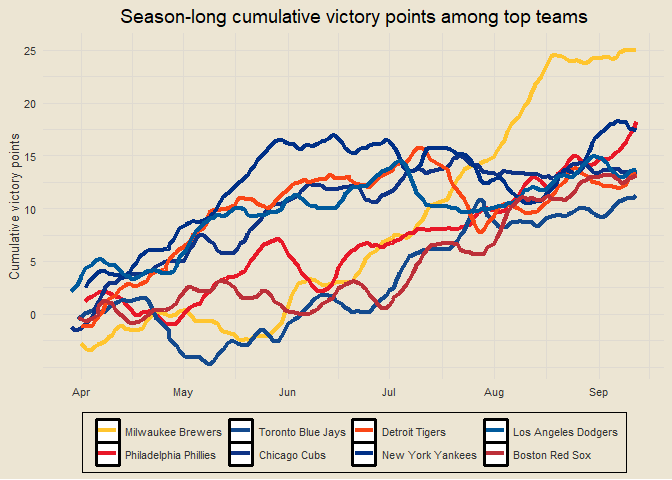 Season-long cumulative victory points among top teams
Cumulative victory points
25
20
15
10
5
0
Apr May Jun Jul Aug Sep
Milwaukee Brewers Toronto Blue Jays Detroit Tigers Los Angeles Dodgers
Philadelphia Phillies Chicago Cubs New York Yankees Boston Red Sox